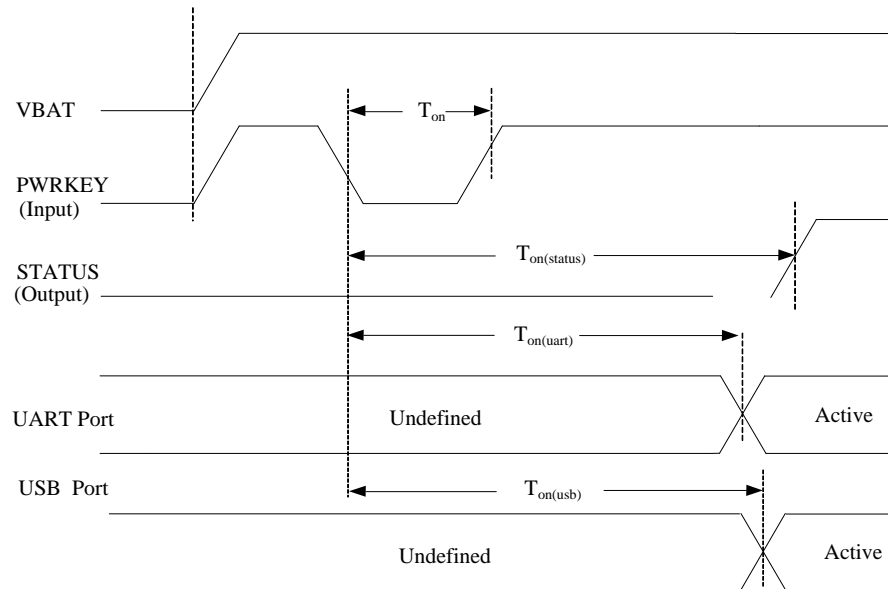 VBAT
Ton
PWRKEY
(Input)
Ton(status)
STATUS
(Output)
Ton(uart)
UART Port
Undefined
Active
USB Port
Ton(usb)
Undefined
Active